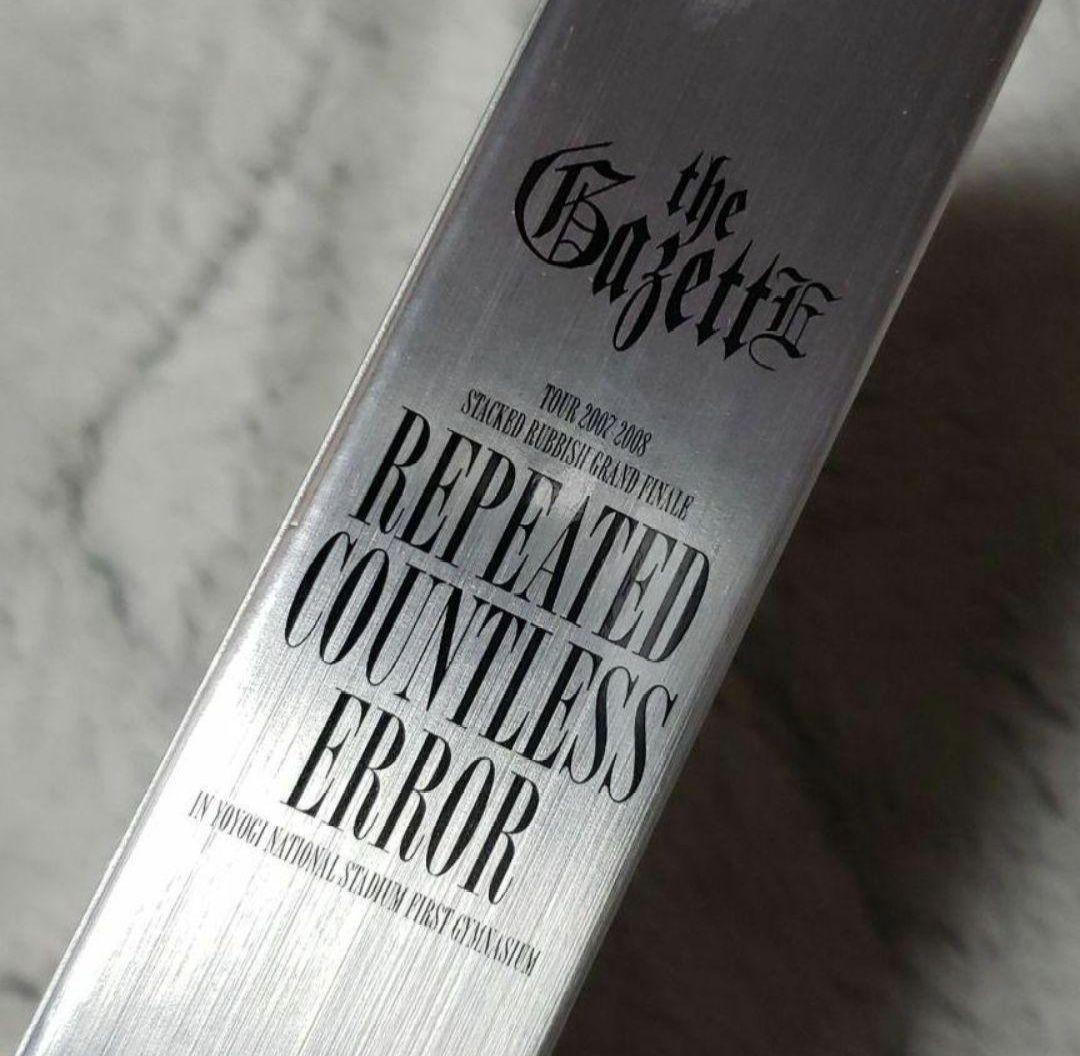 the
GazettE
TOUR 2007-2008
STACKED RUBBISH GRAND FINALE
REPEATED
COUNTLESS
ERROR
IN YOYOGI NATIONAL STADIUM FIRST GYMNASIUM